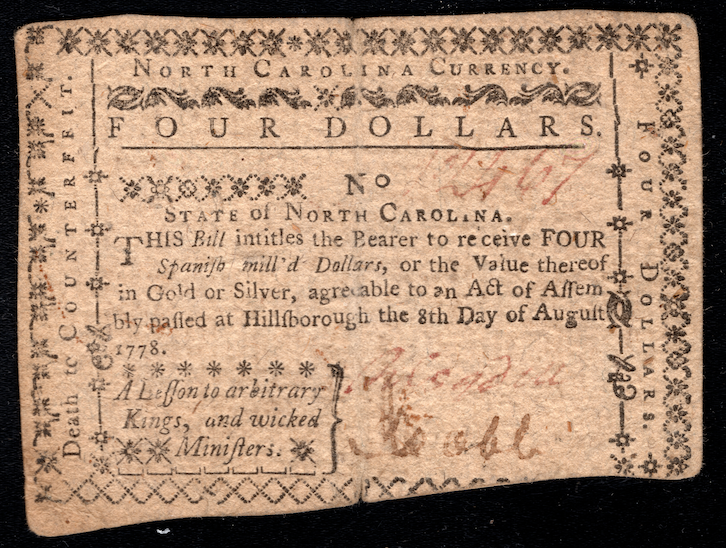 NORTH CAROLINA CURRENCY.
FOUR DOLLARS.
No
STATE of NORTH CAROLINA.
THIS Bill intitles the Bearer to receive FOUR
Spaniſh mill'd Dollars, or the Value thereof
in Gold or Silver, agreeable to an Act of Aſſem
bly paſſed at Hillſborough the 8th Day of Auguſt
1778.
A Leſſon to arbitrary
Kings, and wicked
Miniſters.
Death to COUNTERFEIT.
FOUR DOLLARS.